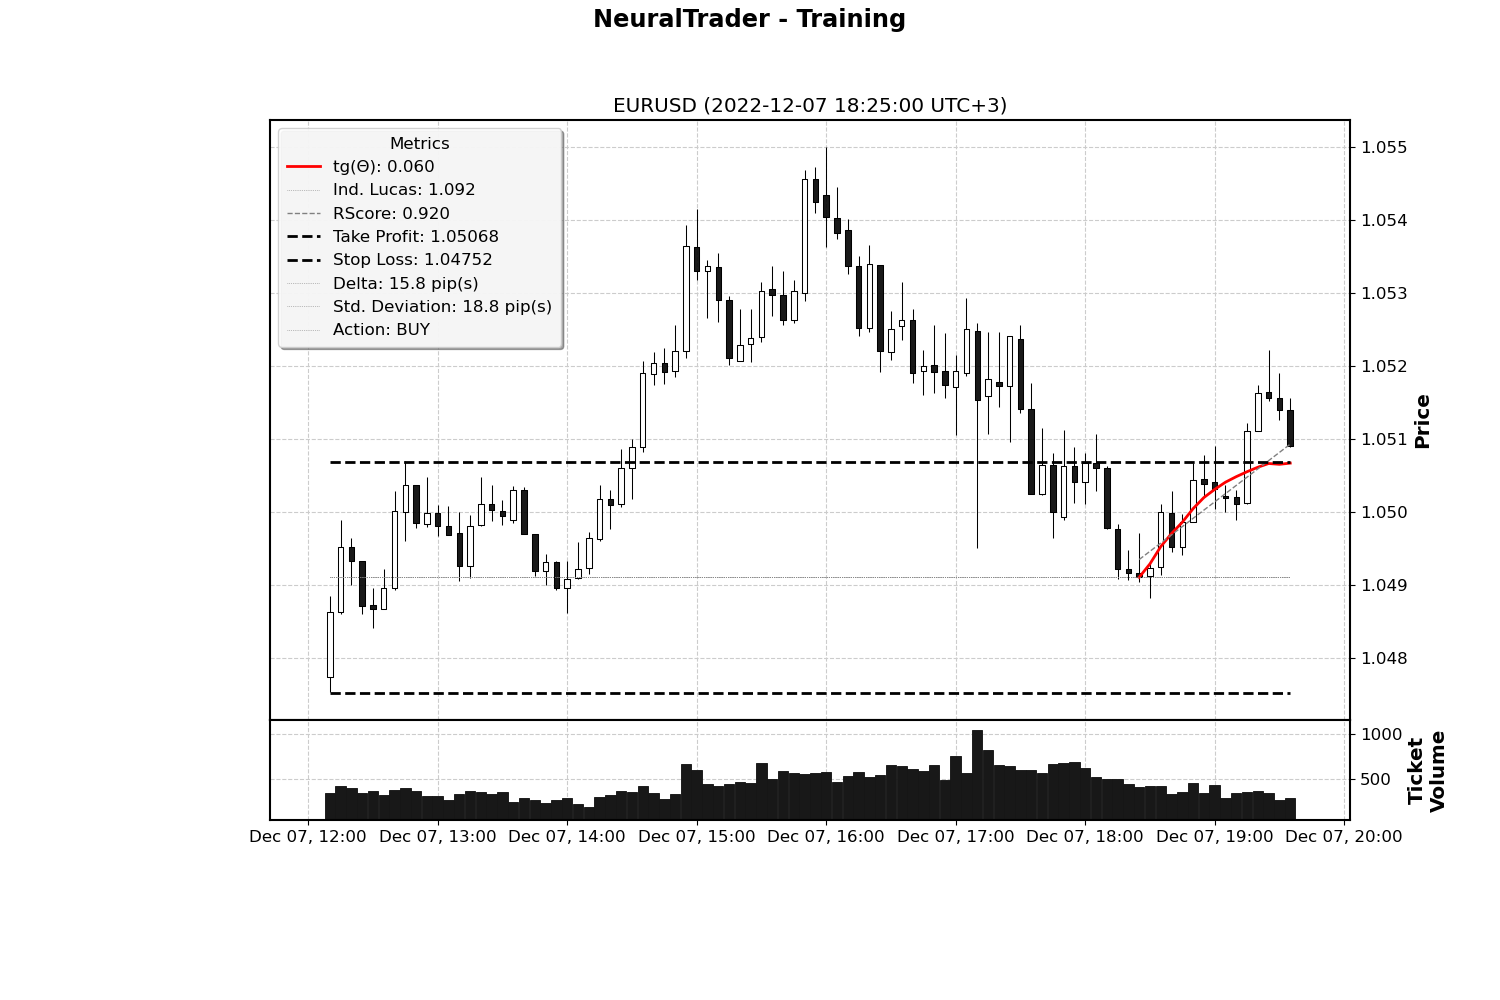 NeuralTrader - Training
EURUSD (2022-12-07 18:25:00 UTC+3)
Metrics
tg(Θ): 0.060
Ind. Lucas: 1.092
RScore: 0.920
Take Profit: 1.05068
Stop Loss: 1.04752
Delta: 15.8 pip(s)
Std. Deviation: 18.8 pip(s)
Action: BUY
1.055
1.054
1.053
1.052
1.051
1.050
1.049
1.048
Price
1000
500
Ticket
Volume
Dec 07, 12:00 Dec 07, 13:00 Dec 07, 14:00 Dec 07, 15:00 Dec 07, 16:00 Dec 07, 17:00 Dec 07, 18:00 Dec 07, 19:00 Dec 07, 20:00